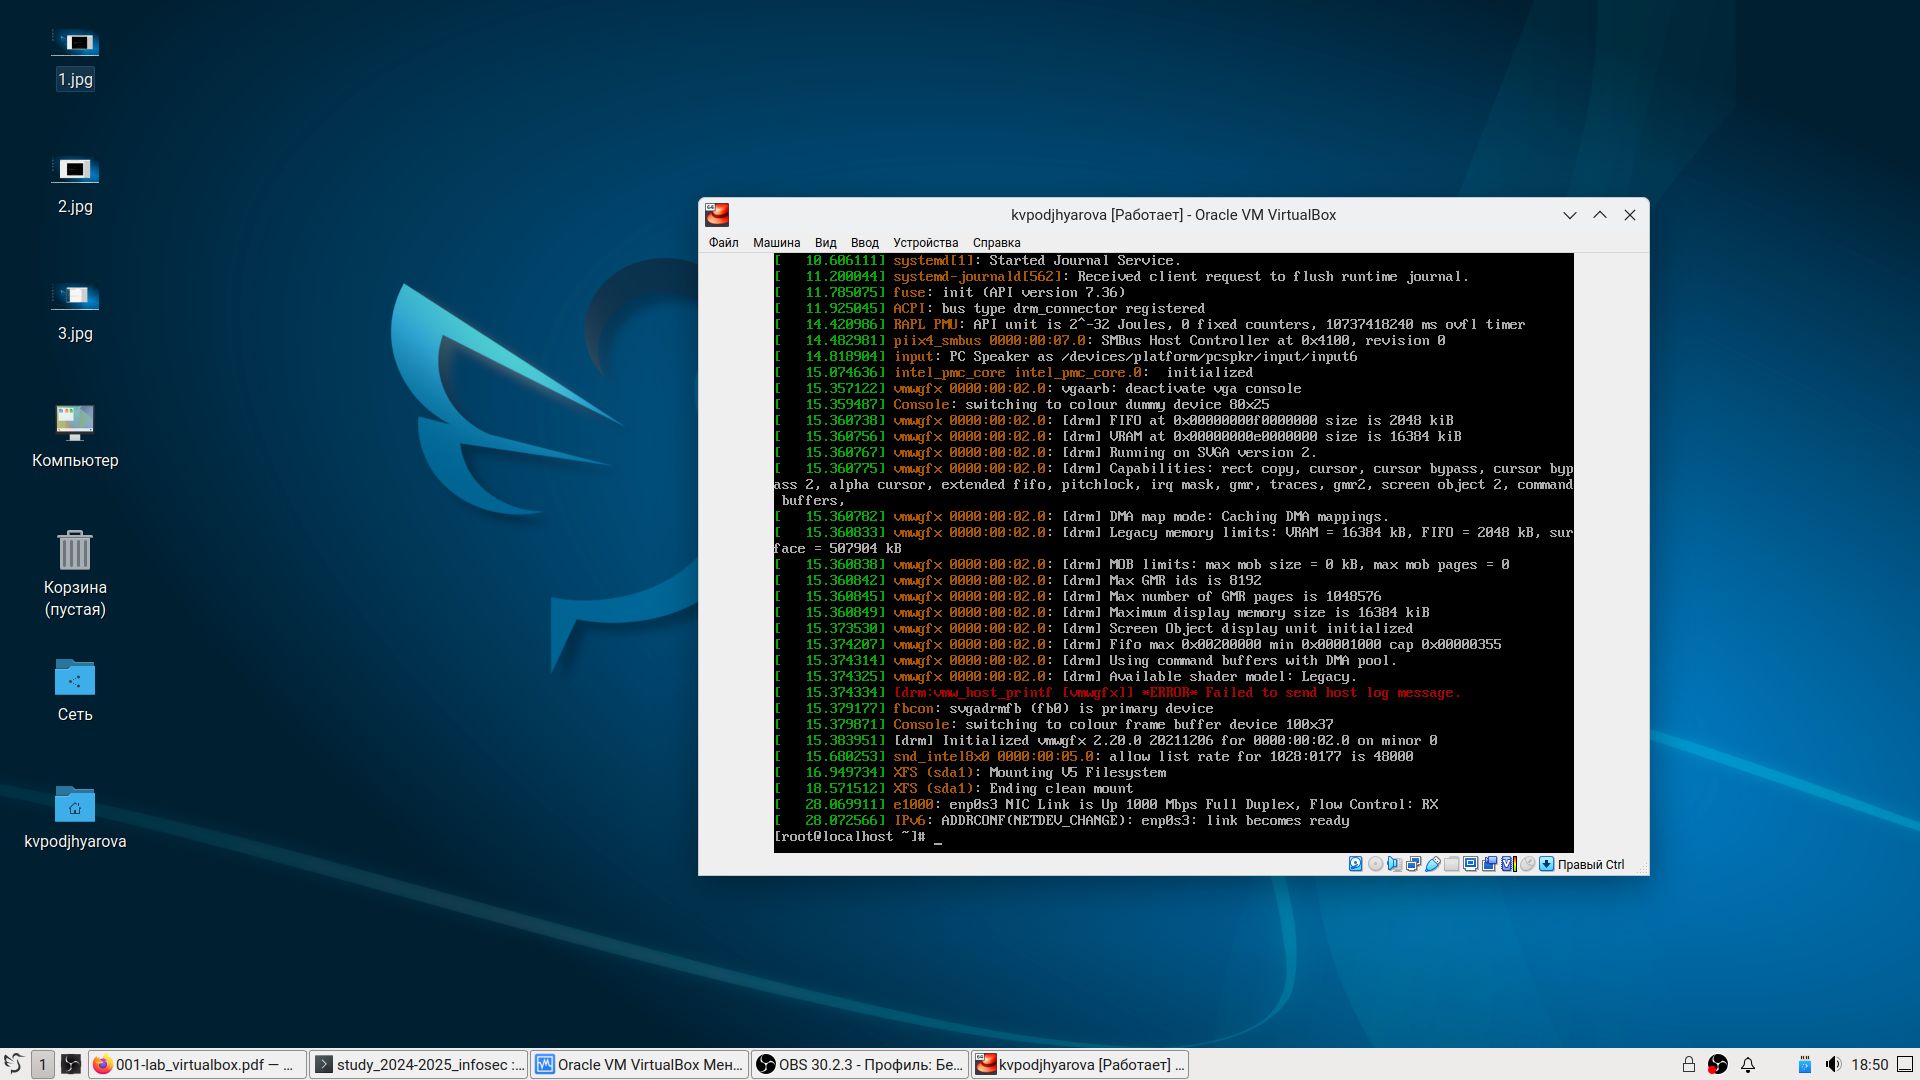 1.jpg
2.jpg
3.jpg
Компьютер
Корзина
(пустая)
Сеть
kvpodjhyarova
kvpodjhyarova [Работает] - Oracle VM VirtualBox
Файл Машина Вид Ввод Устройства Справка
[   10.606111] systemd[1]: Started Journal Service.
[   11.200044] systemd-journald[562]: Received client request to flush runtime journal.
[   11.785075] fuse: init (API version 7.36)
[   11.925045] ACPI: bus type drm_connector registered
[   14.420986] RAPL PMU: API unit is 2^-32 Joules, 0 fixed counters, 10737418240 ms ovfl timer
[   14.482981] piix4_smbus 0000:00:07.0: SMBus Host Controller at 0x4100, revision 0
[   14.818904] input: PC Speaker as /devices/platform/pcspkr/input/input6
[   15.074636] intel_pmc_core intel_pmc_core.0:  initialized
[   15.357122] vmwgfx 0000:00:02.0: vgaarb: deactivate vga console
[   15.359487] Console: switching to colour dummy device 80x25
[   15.360738] vmwgfx 0000:00:02.0: [drm] FIFO at 0x00000000f0000000 size is 2048 kiB
[   15.360756] vmwgfx 0000:00:02.0: [drm] VRAM at 0x00000000e0000000 size is 16384 kiB
[   15.360767] vmwgfx 0000:00:02.0: [drm] Running on SVGA version 2.
[   15.360775] vmwgfx 0000:00:02.0: [drm] Capabilities: rect copy, cursor, cursor bypass, cursor byp
ass 2, alpha cursor, extended fifo, pitchlock, irq mask, gmr, traces, gmr2, screen object 2, command
 buffers,
[   15.360782] vmwgfx 0000:00:02.0: [drm] DMA map mode: Caching DMA mappings.
[   15.360833] vmwgfx 0000:00:02.0: [drm] Legacy memory limits: VRAM = 16384 kB, FIFO = 2048 kB, sur
face = 507904 kB
[   15.360838] vmwgfx 0000:00:02.0: [drm] MOB limits: max mob size = 0 kB, max mob pages = 0
[   15.360842] vmwgfx 0000:00:02.0: [drm] Max GMR ids is 8192
[   15.360845] vmwgfx 0000:00:02.0: [drm] Max number of GMR pages is 1048576
[   15.360849] vmwgfx 0000:00:02.0: [drm] Maximum display memory size is 16384 kiB
[   15.373530] vmwgfx 0000:00:02.0: [drm] Screen Object display unit initialized
[   15.374207] vmwgfx 0000:00:02.0: [drm] Fifo max 0x00200000 min 0x00001000 cap 0x00000355
[   15.374314] vmwgfx 0000:00:02.0: [drm] Using command buffers with DMA pool.
[   15.374325] vmwgfx 0000:00:02.0: [drm] Available shader model: Legacy.
[   15.374334] [drm:vmw_host_printf [vmwgfx]] *ERROR* Failed to send host log message.
[   15.379177] fbcon: svgadrmfb (fb0) is primary device
[   15.379871] Console: switching to colour frame buffer device 100x37
[   15.383951] [drm] Initialized vmwgfx 2.20.0 20211206 for 0000:00:02.0 on minor 0
[   15.680253] snd_intel8x0 0000:00:05.0: allow list rate for 1028:0177 is 48000
[   16.949734] XFS (sda1): Mounting V5 Filesystem
[   18.571512] XFS (sda1): Ending clean mount
[   28.069911] e1000: enp0s3 NIC Link is Up 1000 Mbps Full Duplex, Flow Control: RX
[   28.072566] IPv6: ADDRCONF(NETDEV_CHANGE): enp0s3: link becomes ready
[root@localhost ~]# _
Правый Ctrl
1 001-lab_virtualbox.pdf — ... study_2024-2025_infosec :... Oracle VM VirtualBox Мен... OBS 30.2.3 - Профиль: Бе... kvpodjhyarova [Работает] ... 18:50